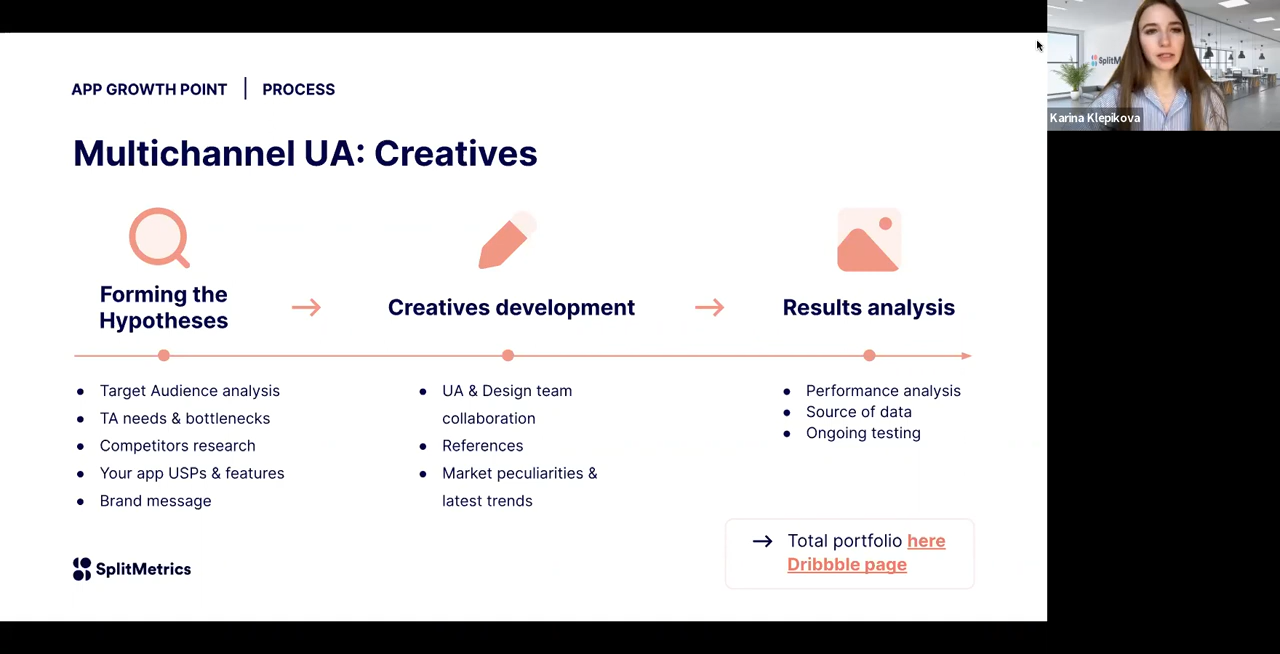 APP GROWTH POINT | PROCESS
Multichannel UA: Creatives
Forming the
Hypotheses
Creatives development
Results analysis
Target Audience analysis
TA needs & bottlenecks
Competitors research
Your app USPs & features
Brand message
UA & Design team
collaboration
References
Market peculiarities &
latest trends
Performance analysis
Source of data
Ongoing testing
Total portfolio here
Dribbble page
SplitMetrics
SplitM
Karina Klepikova